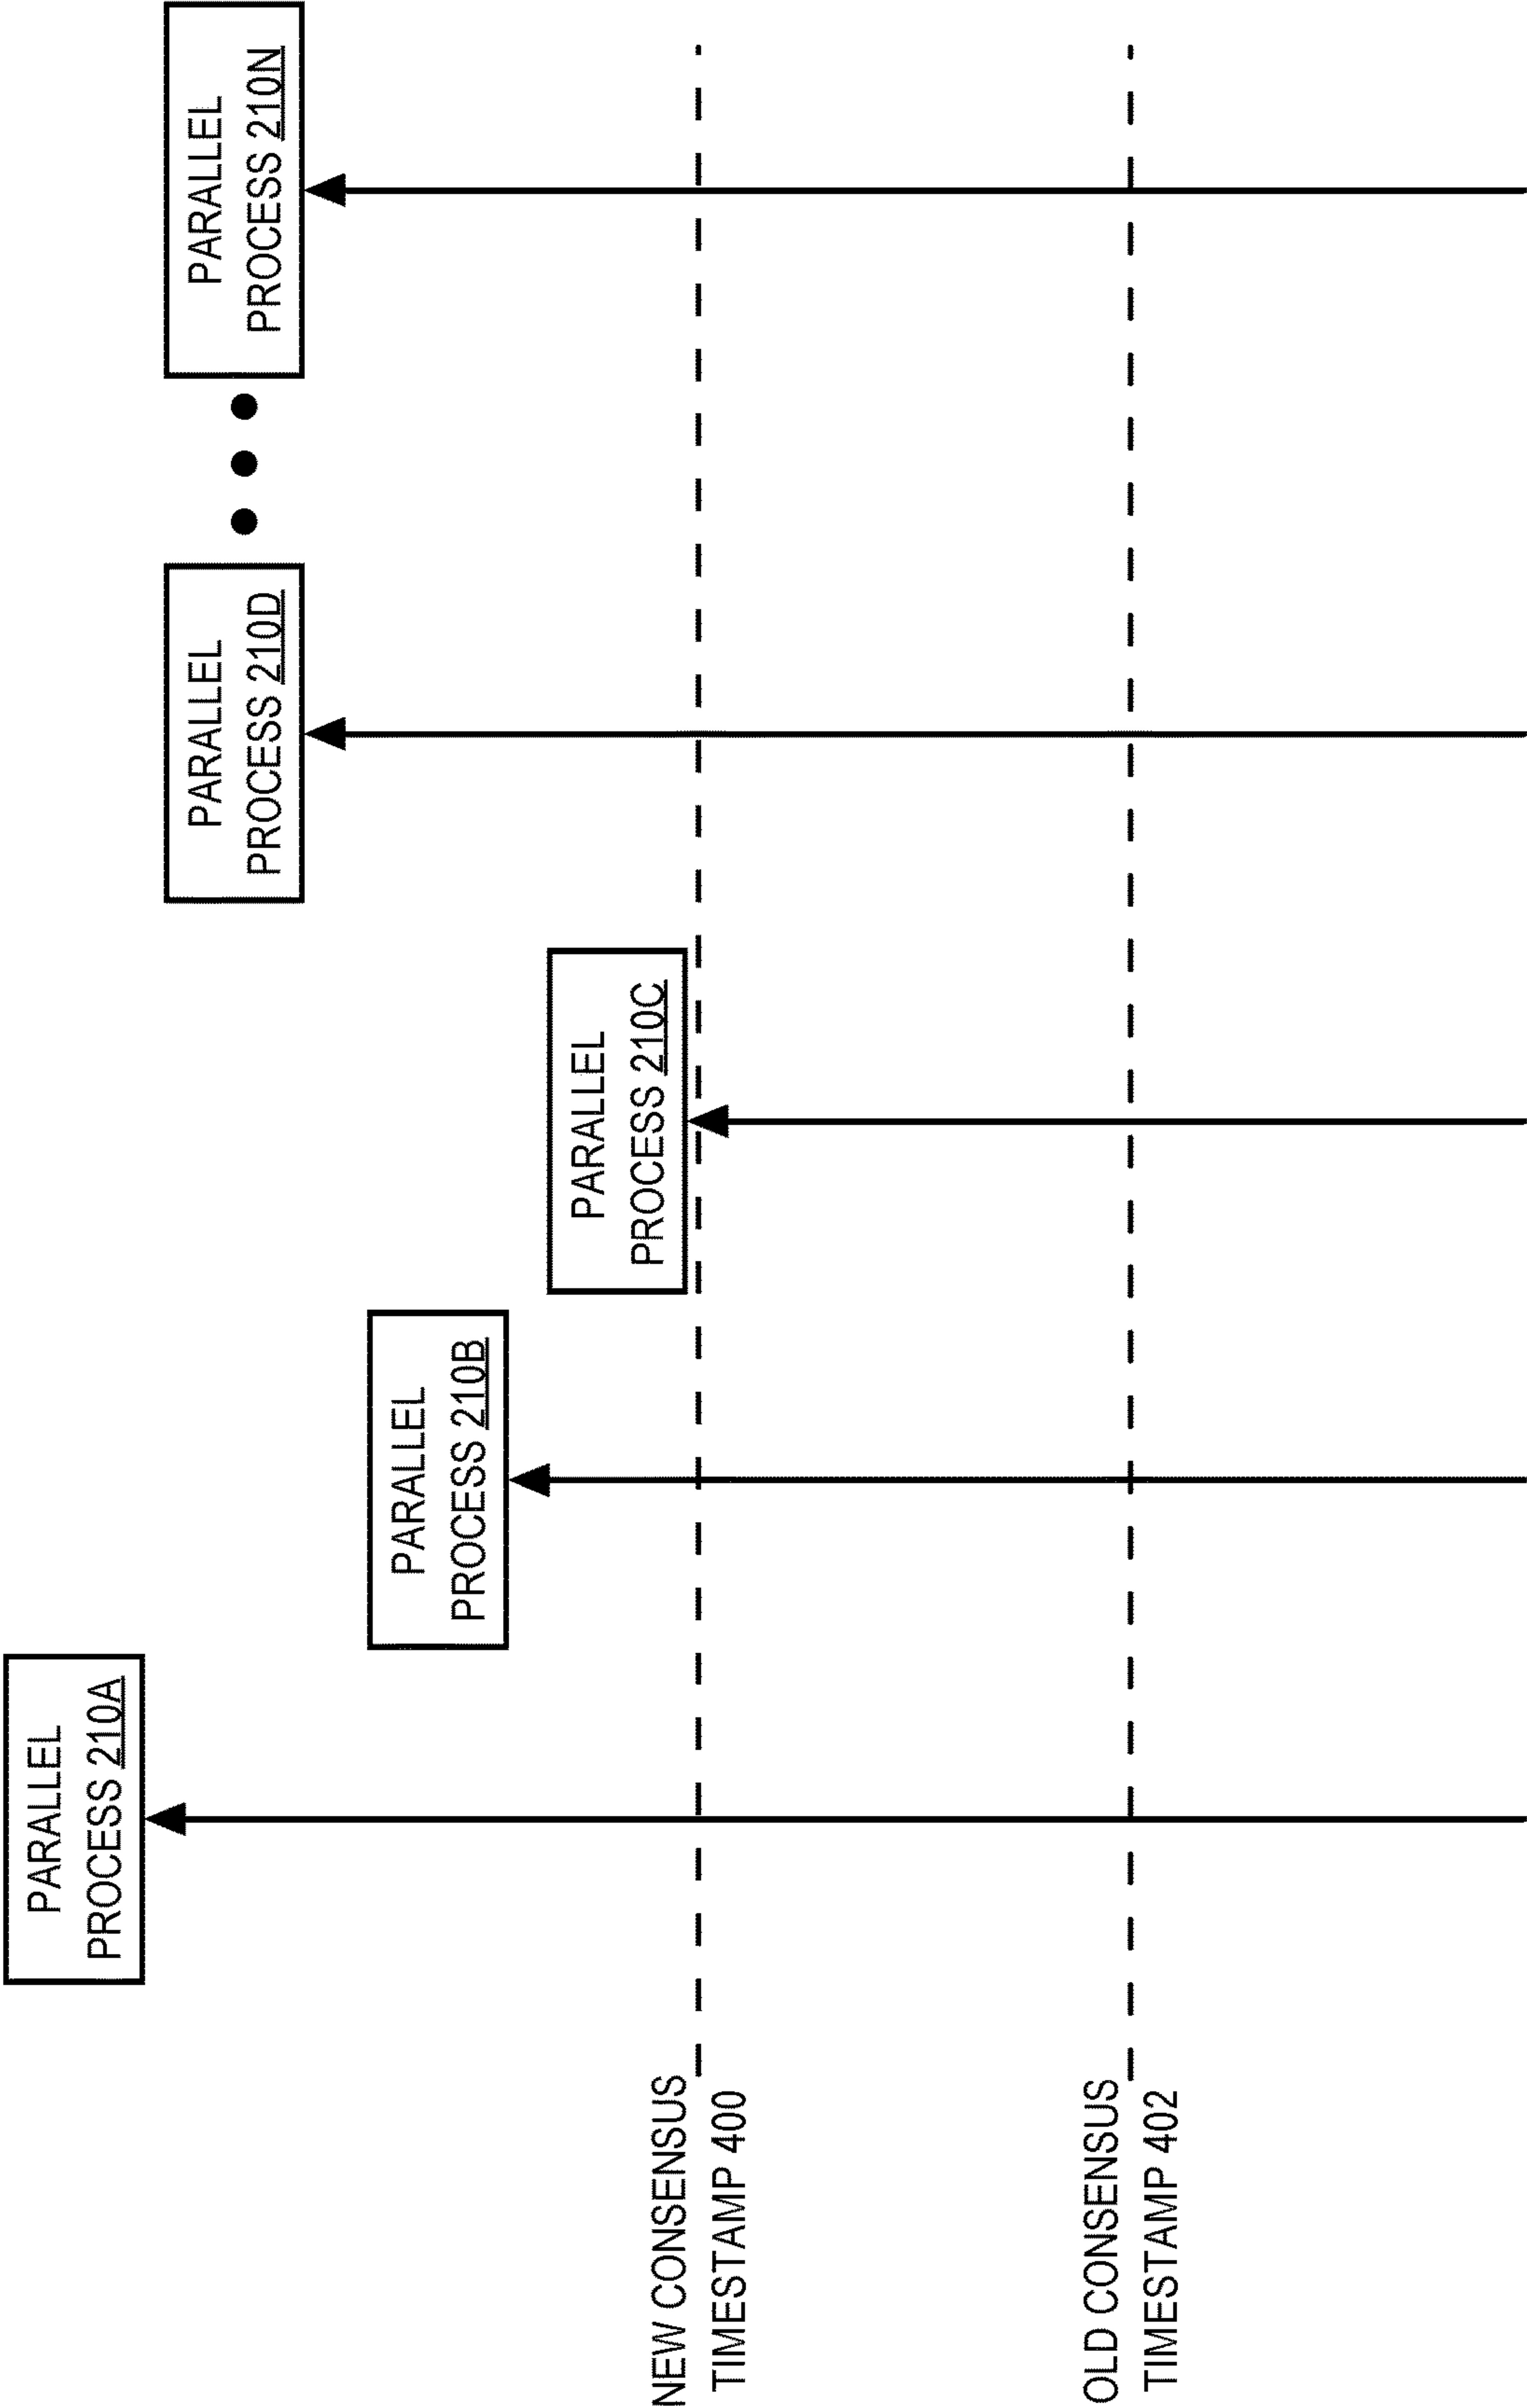 PARALLEL
PROCESS 210A
PARALLEL
PROCESS 210B
PARALLEL
PROCESS 210C
PARALLEL
PROCESS 210D
PARALLEL
PROCESS 210N
NEW CONSENSUS
TIMESTAMP 400
OLD CONSENSUS
TIMESTAMP 402